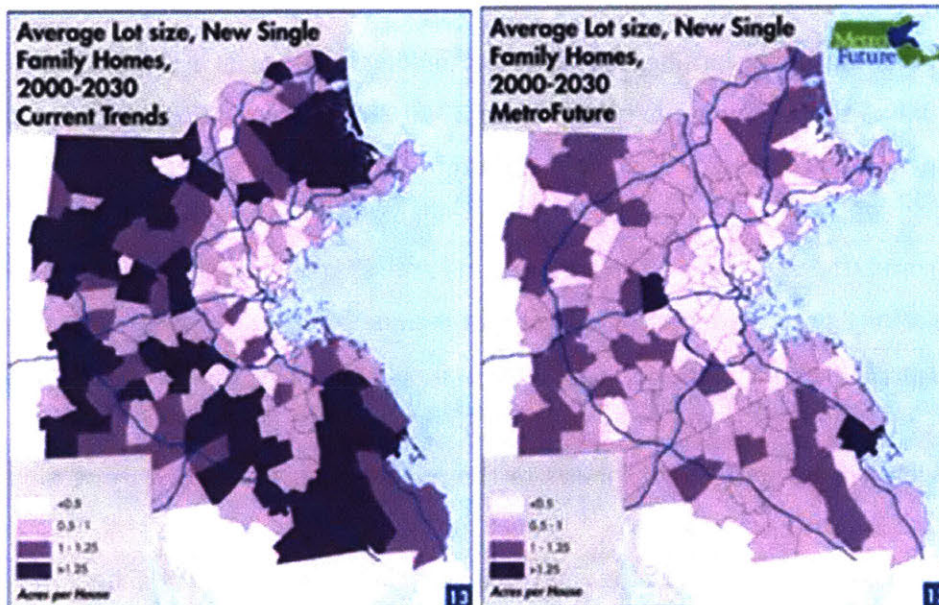 Average Lot size, New Single
Family Homes,
2000-2030
Current Trends
<0.5
0.5 - 1
1 - 1.25
>1.25
Acres per House
13
Average Lot size, New Single
Family Homes,
2000-2030
MetroFuture
Metro
Future
<0.5
0.5 - 1
1 - 1.25
>1.25
Acres per House